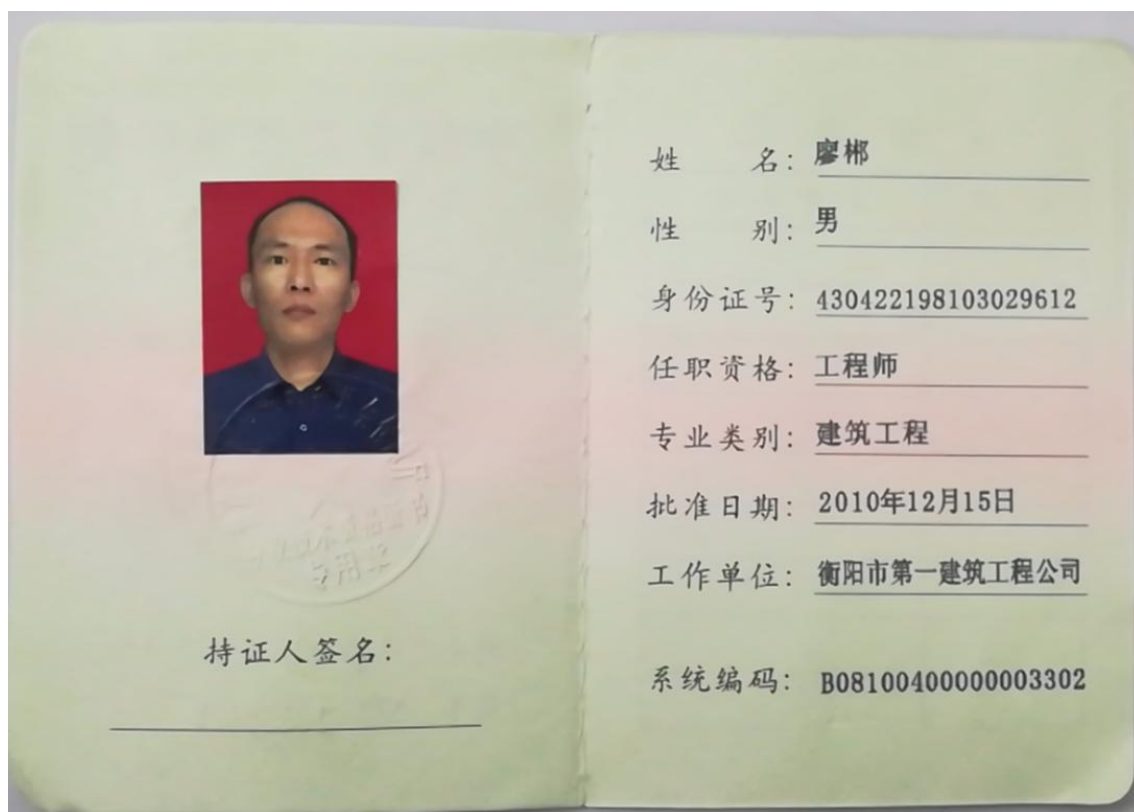 持证人签名：
姓 名：廖郴
性 别：男
身份证号：430422198103029612
任职资格：工程师
专业类别：建筑工程
批准日期：2010年12月15日
工作单位：衡阳市第一建筑工程公司
系统编码：B08100400000003302